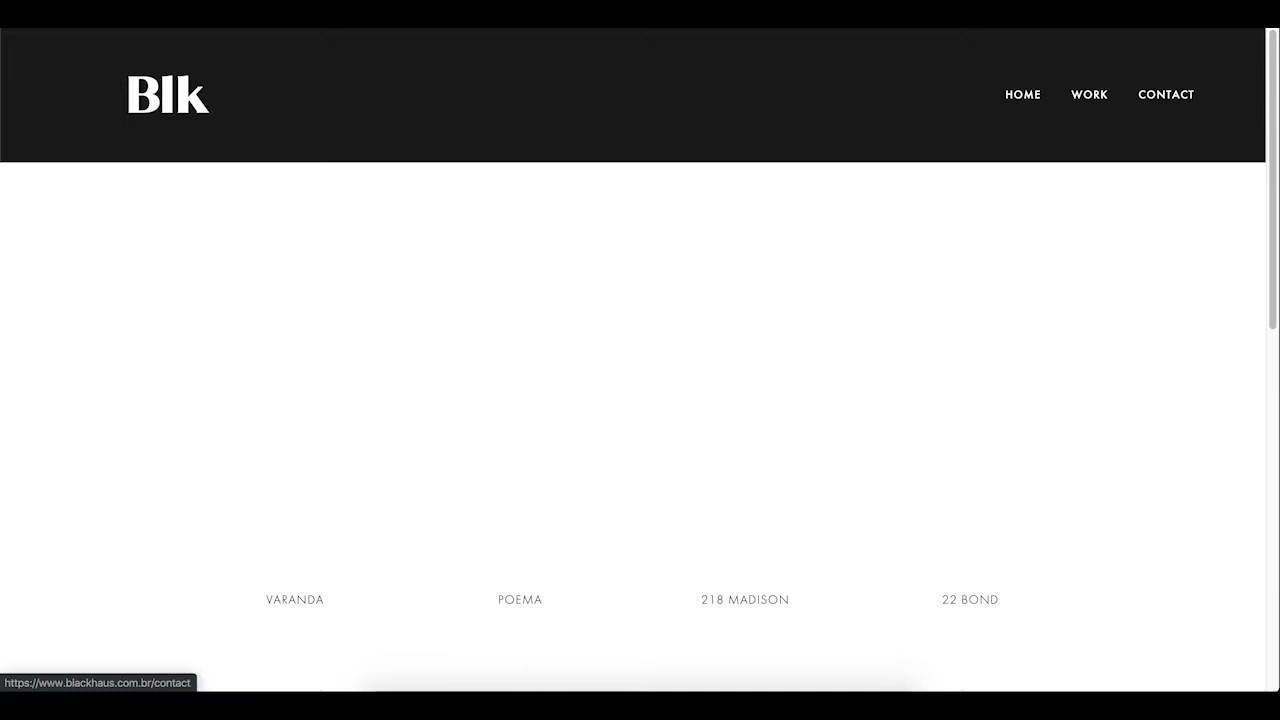 Blk
HOME WORK CONTACT
VARANDA POEMA 218 MADISON 22 BOND
https://www.blackhaus.com.br/contact